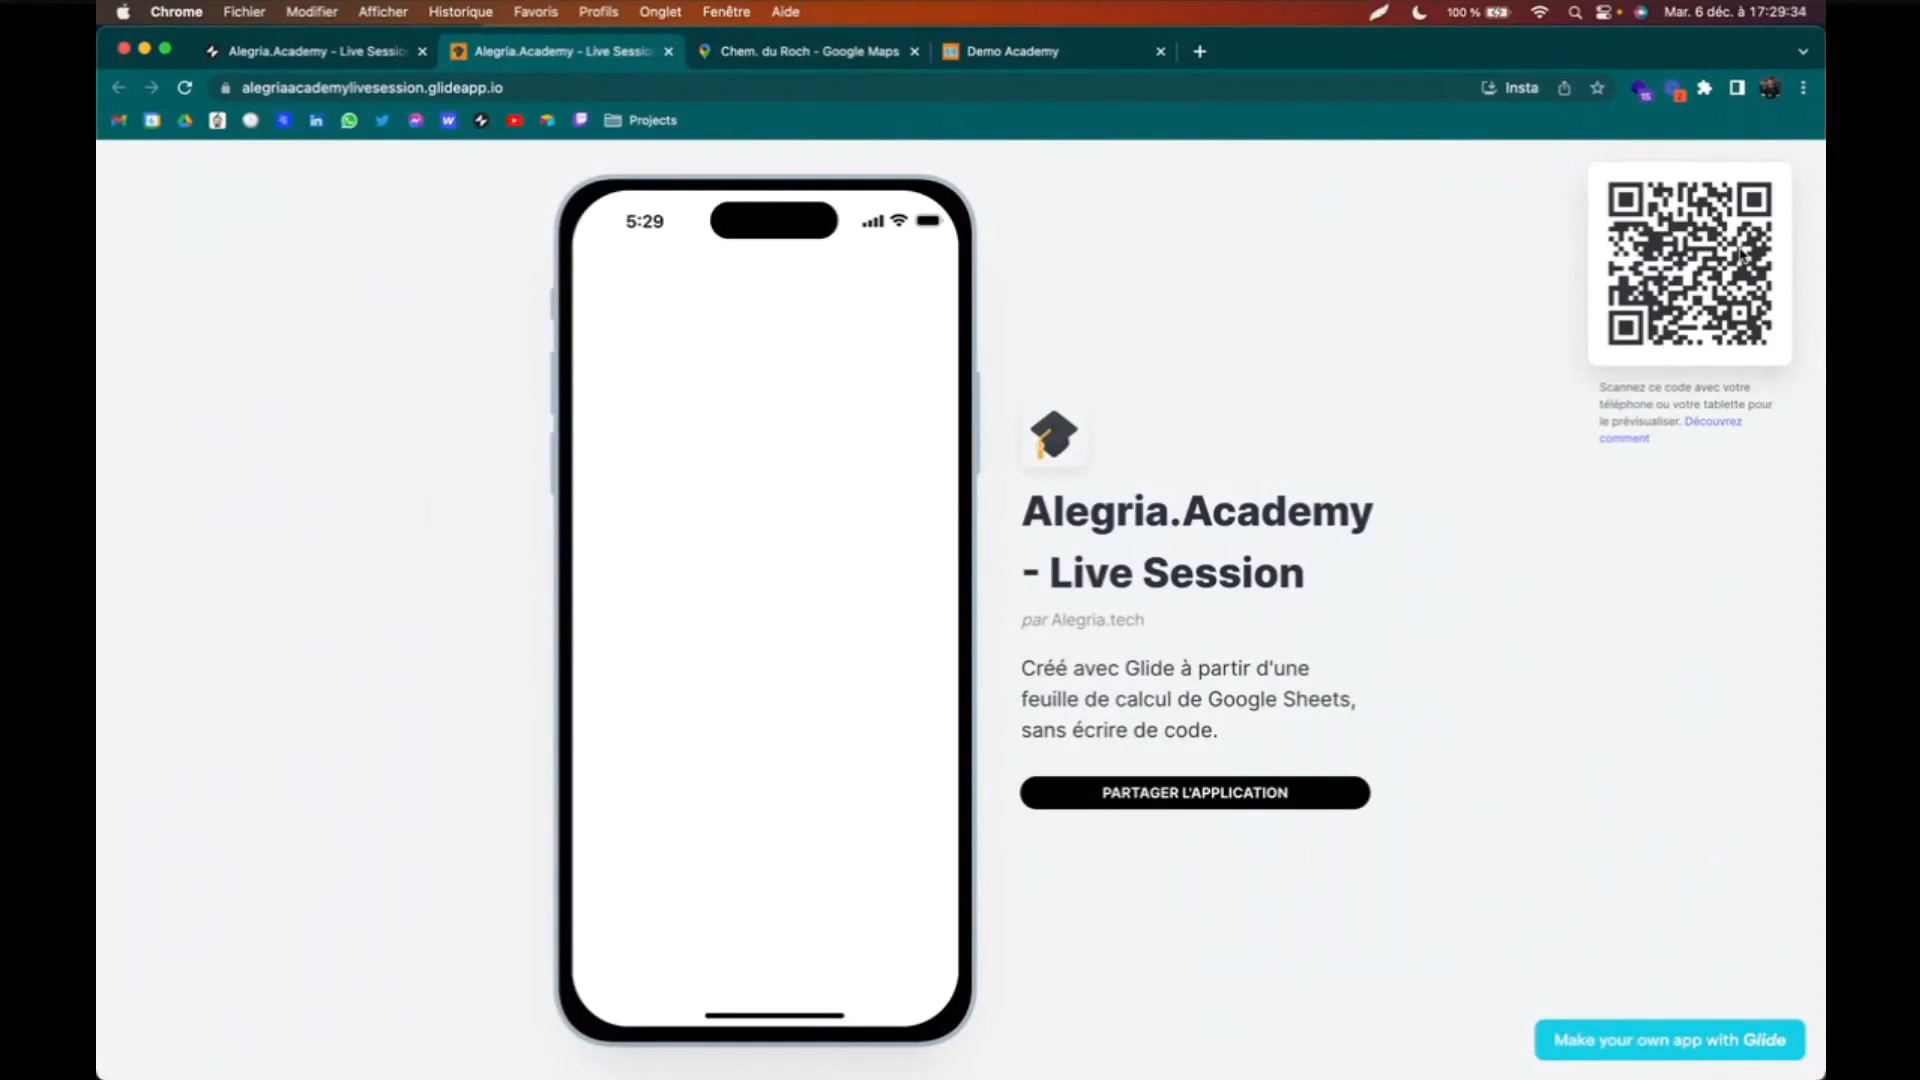 Chrome Fichier Modifier Afficher Historique Favoris Profils Onglet Fenêtre Aide 100 % Mar. 6 déc. à 17:29:34
Alegria.Academy - Live Sessio Alegria.Academy - Live Sessio Chem. du Roch - Google Maps Demo Academy
alegriaacademylivesession.glideapp.io Insta 15 2
Projects
5:29
Scannez ce code avec votre
téléphone ou votre tablette pour
le prévisualiser. Découvrez
comment
Alegria.Academy
- Live Session
par Alegria.tech
Créé avec Glide à partir d'une
feuille de calcul de Google Sheets,
sans écrire de code.
PARTAGER L'APPLICATION
Make your own app with Glide